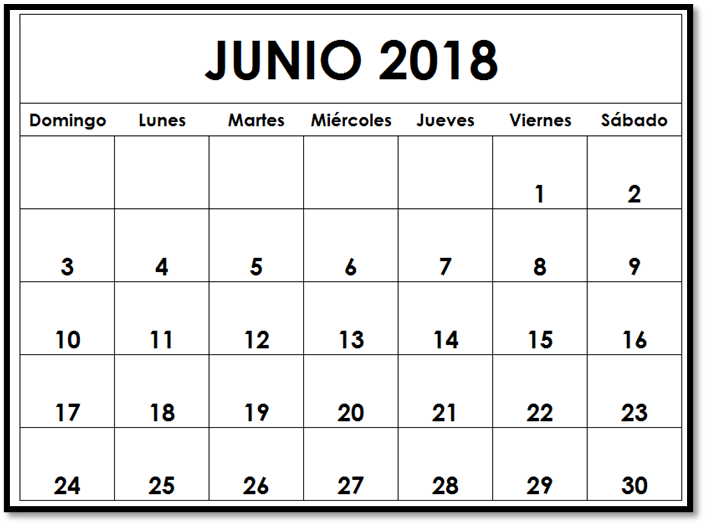 JUNIO 2018
Domingo Lunes Martes Miércoles Jueves Viernes Sábado
1 2
3 4 5 6 7 8 9
10 11 12 13 14 15 16
17 18 19 20 21 22 23
24 25 26 27 28 29 30